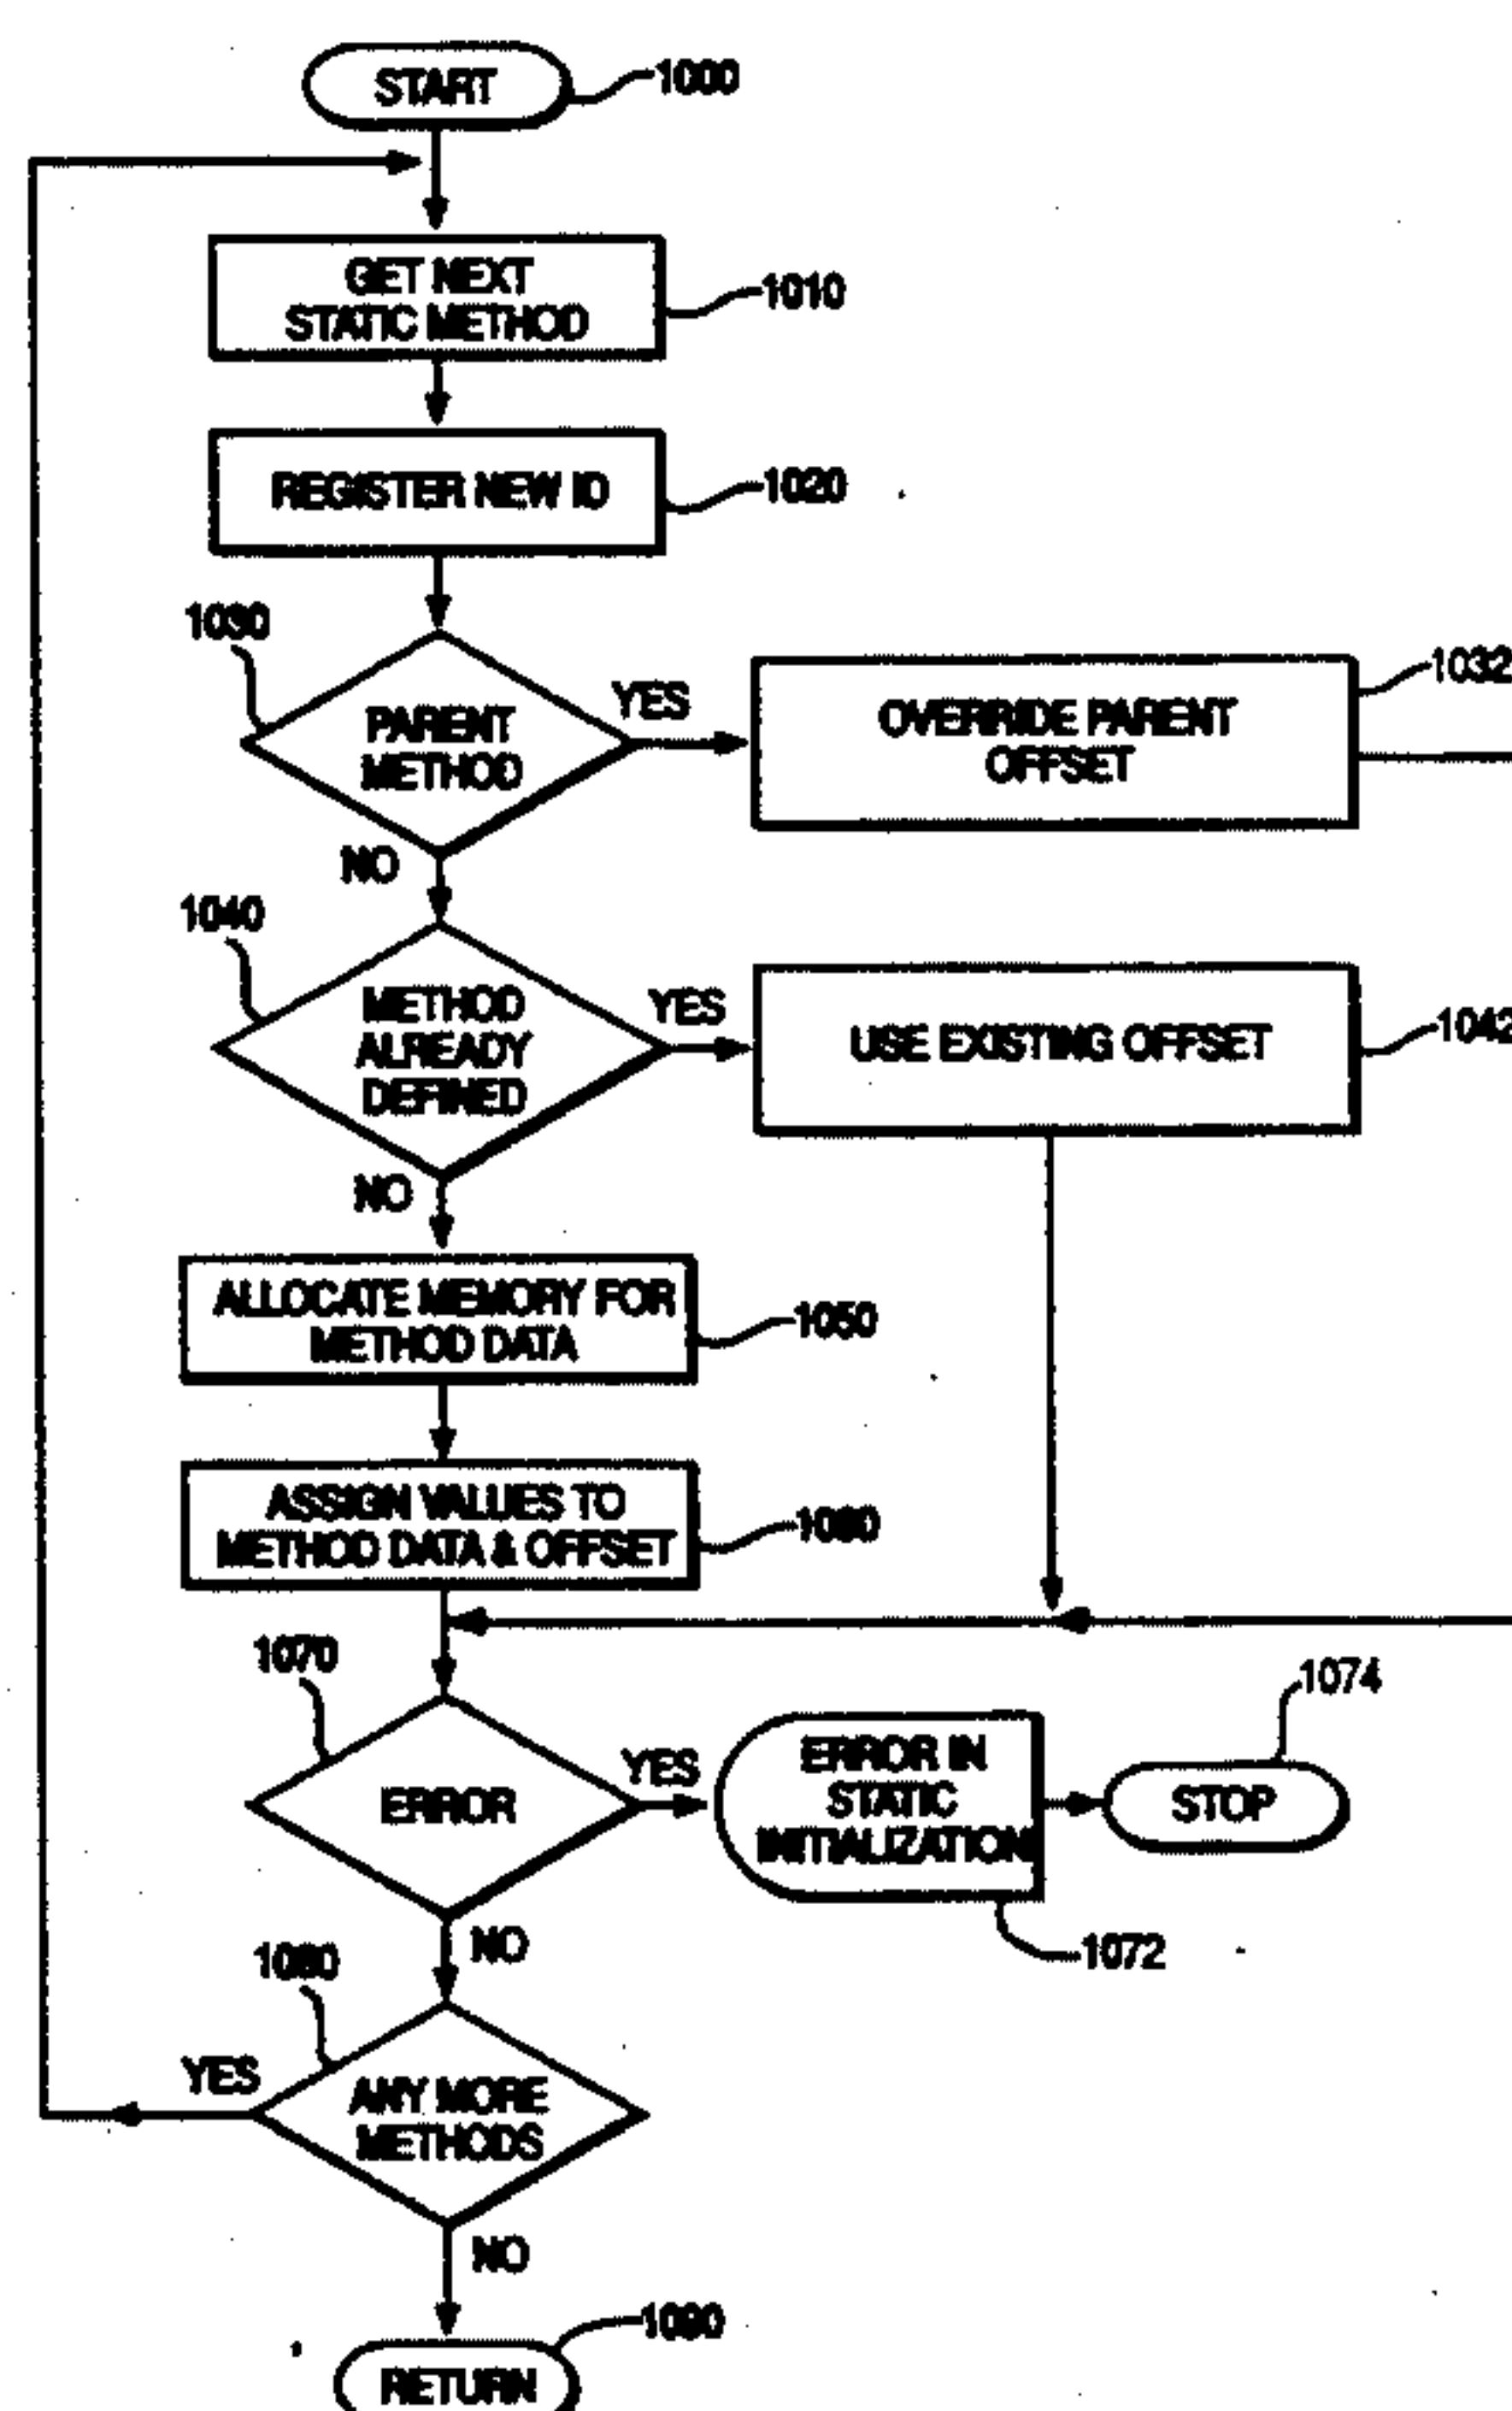 START
1000
GET NEXT
STATIC METHOD
1010
REGISTER NEW ID
1020
1030
PARENT
METHOD
YES
OVERRIDE PARENT
OFFSET
1032
NO
1040
METHOD
ALREADY
DEFINED
YES
USE EXISTING OFFSET
1042
NO
ALLOCATE MEMORY FOR
METHOD DATA
1050
ASSIGN VALUES TO
METHOD DATA & OFFSET
1060
1070
ERROR
YES
ERROR IN
STATIC
INITIALIZATION
1072
STOP
1074
NO
1080
YES
ANY MORE
METHODS
NO
1090
RETURN